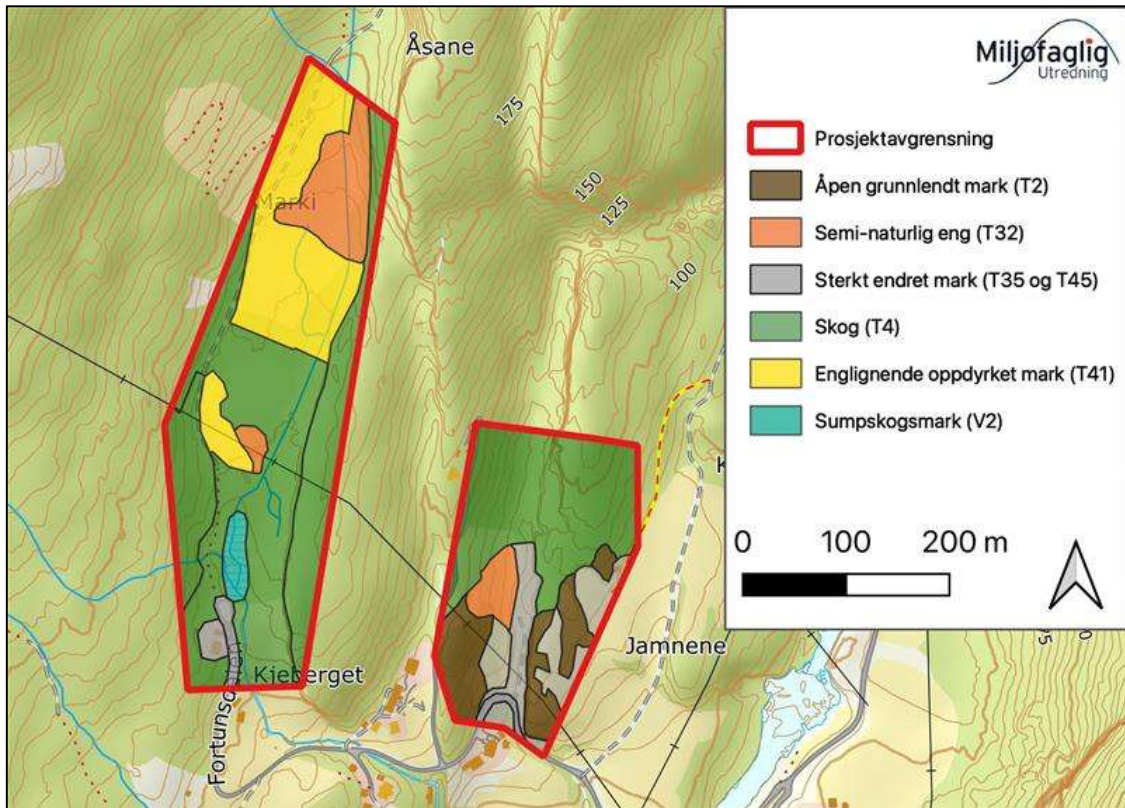 Åsane
175
150
125
100
Marki
Kjeberget
Jamnene
Miljøfaglig
Utredning
Prosjektavgrensning
Åpen grunnlendt mark (T2)
Semi-naturlig eng (T32)
Sterkt endret mark (T35 og T45)
Skog (T4)
Englignende oppdyrket mark (T41)
Sumpskogsmark (V2)
0 100 200 m